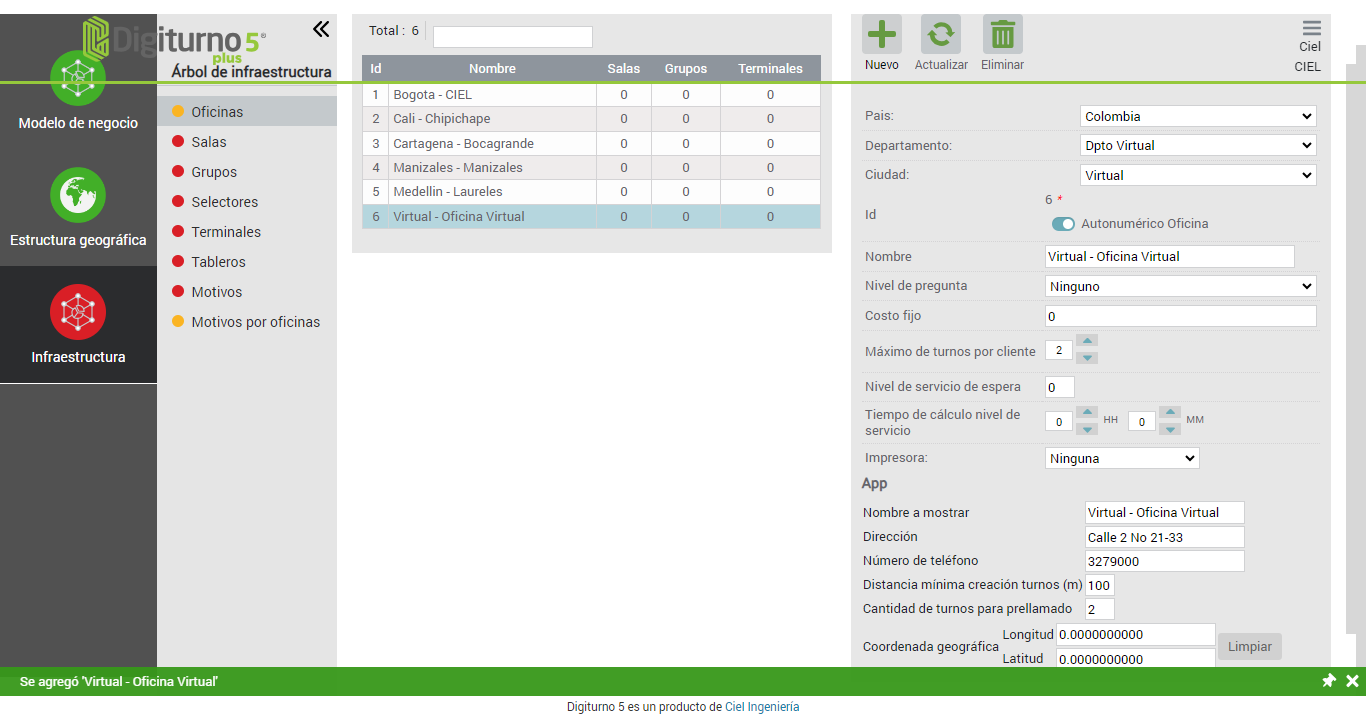 Digiturno 5®
plus
Árbol de infraestructura
Modelo de negocio
Estructura geográfica
Infraestructura
Oficinas
Salas
Grupos
Selectores
Terminales
Tableros
Motivos
Motivos por oficinas
Total : 6
Id Nombre Salas Grupos Terminales
1 Bogota - CIEL 0 0 0
2 Cali - Chipichape 0 0 0
3 Cartagena - Bocagrande 0 0 0
4 Manizales - Manizales 0 0 0
5 Medellin - Laureles 0 0 0
6 Virtual - Oficina Virtual 0 0 0
Nuevo Actualizar Eliminar
Ciel
CIEL
Pais: Colombia
Departamento: Dpto Virtual
Ciudad: Virtual
Id 6 *
Autonumérico Oficina
Nombre Virtual - Oficina Virtual
Nivel de pregunta Ninguno
Costo fijo 0
Máximo de turnos por cliente 2
Nivel de servicio de espera 0
Tiempo de cálculo nivel de
servicio 0 HH 0 MM
Impresora: Ninguna
App
Nombre a mostrar Virtual - Oficina Virtual
Dirección Calle 2 No 21-33
Número de teléfono 3279000
Distancia mínima creación turnos (m) 100
Cantidad de turnos para prellamado 2
Coordenada geográfica Longitud 0.0000000000 Limpiar
Latitud 0.0000000000
Se agregó 'Virtual - Oficina Virtual'
Digiturno 5 es un producto de Ciel Ingeniería